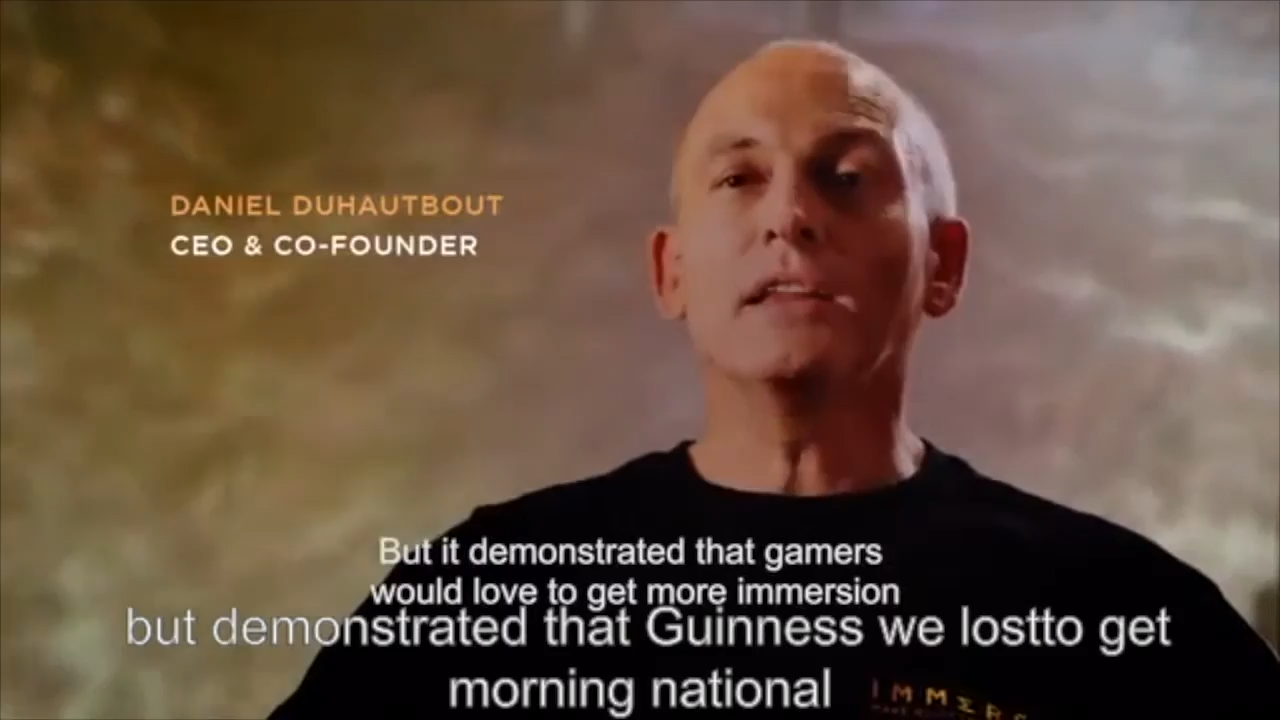 DANIEL DUHAUTBOUT
CEO & CO-FOUNDER
But it demonstrated that gamers
would love to get more immersion
but demonstrated that Guinness we lostto get
morning national